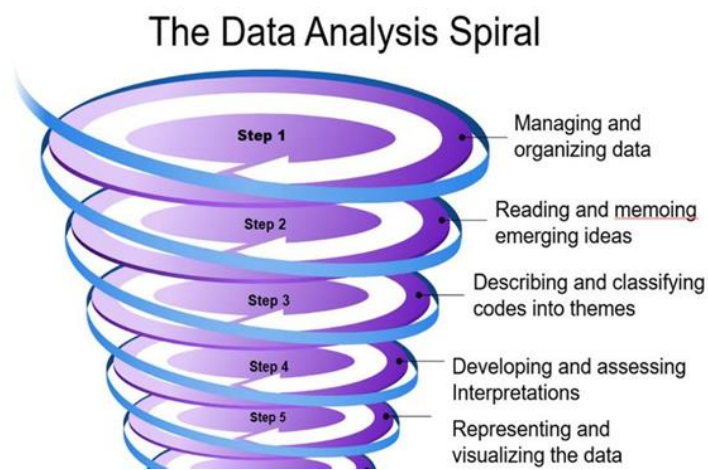 The Data Analysis Spiral
Step 1
Managing and
organizing data
Step 2
Reading and memoing
emerging ideas
Step 3
Describing and classifying
codes into themes
Step 4
Developing and assessing
Interpretations
Step 5
Representing and
visualizing the data